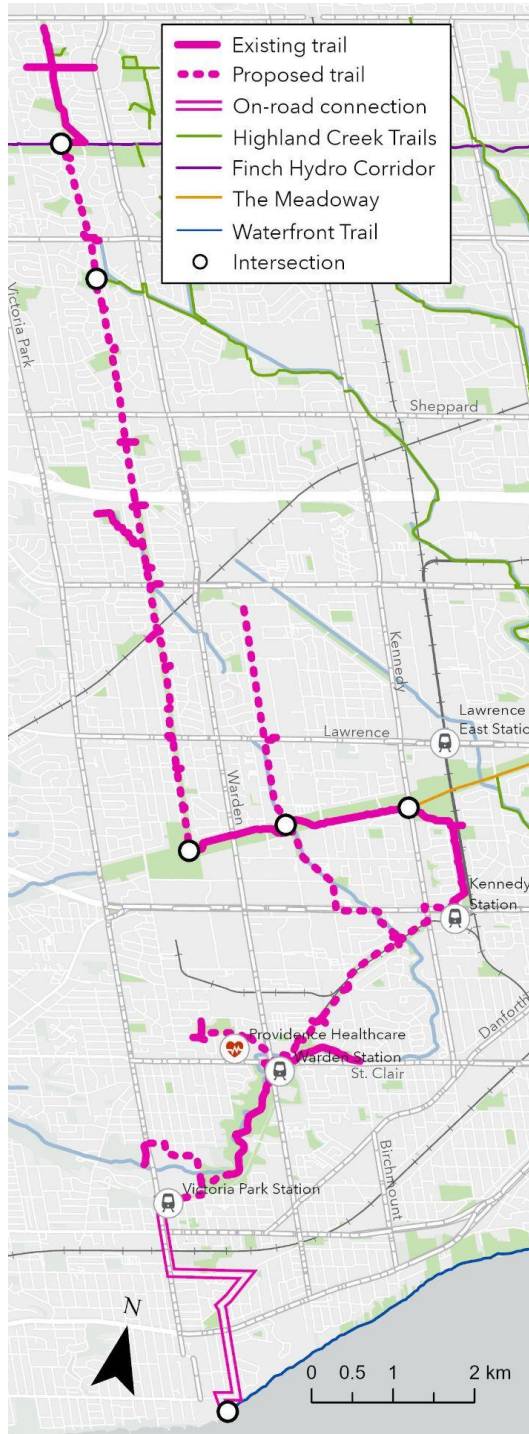 Existing trail
Proposed trail
On-road connection
Highland Creek Trails
Finch Hydro Corridor
The Meadoway
Waterfront Trail
Intersection
Victoria Park
Sheppard
Kennedy
Warden
Lawrence
Lawrence
East Statio
Kennedy
Station
Danforth
Providence Healthcare
Warden Station
St. Clair
Birchmount
Victoria Park Station
N
0 0.5 1 2 km